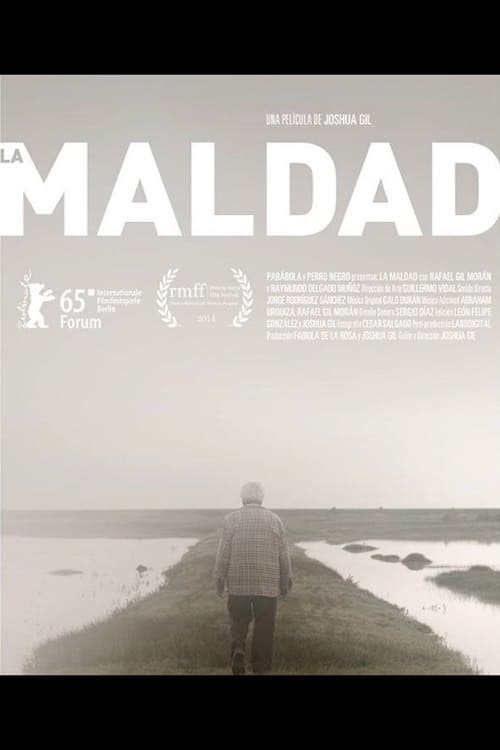 UNA PELÍCULA DE JOSHUA GIL
LA
MALDAD
PARÁBOLA Y PERRO NEGRO presentan: LA MALDAD con RAFAEL GIL MORÁN
Y RAYMUNDO DELGADO MUÑOZ Dirección de Arte GUILLERMO VIDAL Sonido Directo
JORGE RODRÍGUEZ SÁNCHEZ Música Original GALO DURÁN Música Adicional ABRAHAM
URQUIZA, RAFAEL GIL MORÁN Diseño Sonoro SERGIO DÍAZ Edición LEÓN FELIPE
GONZÁLEZ Y JOSHUA GIL Fotografía CESAR SALGADO Post-producción LABODIGITAL
Producción FABIOLA DE LA ROSA Y JOSHUA GIL Guión y Dirección JOSHUA GIL
65 Internationale
Filmfestspiele
Berlin
Forum
rmff
2014